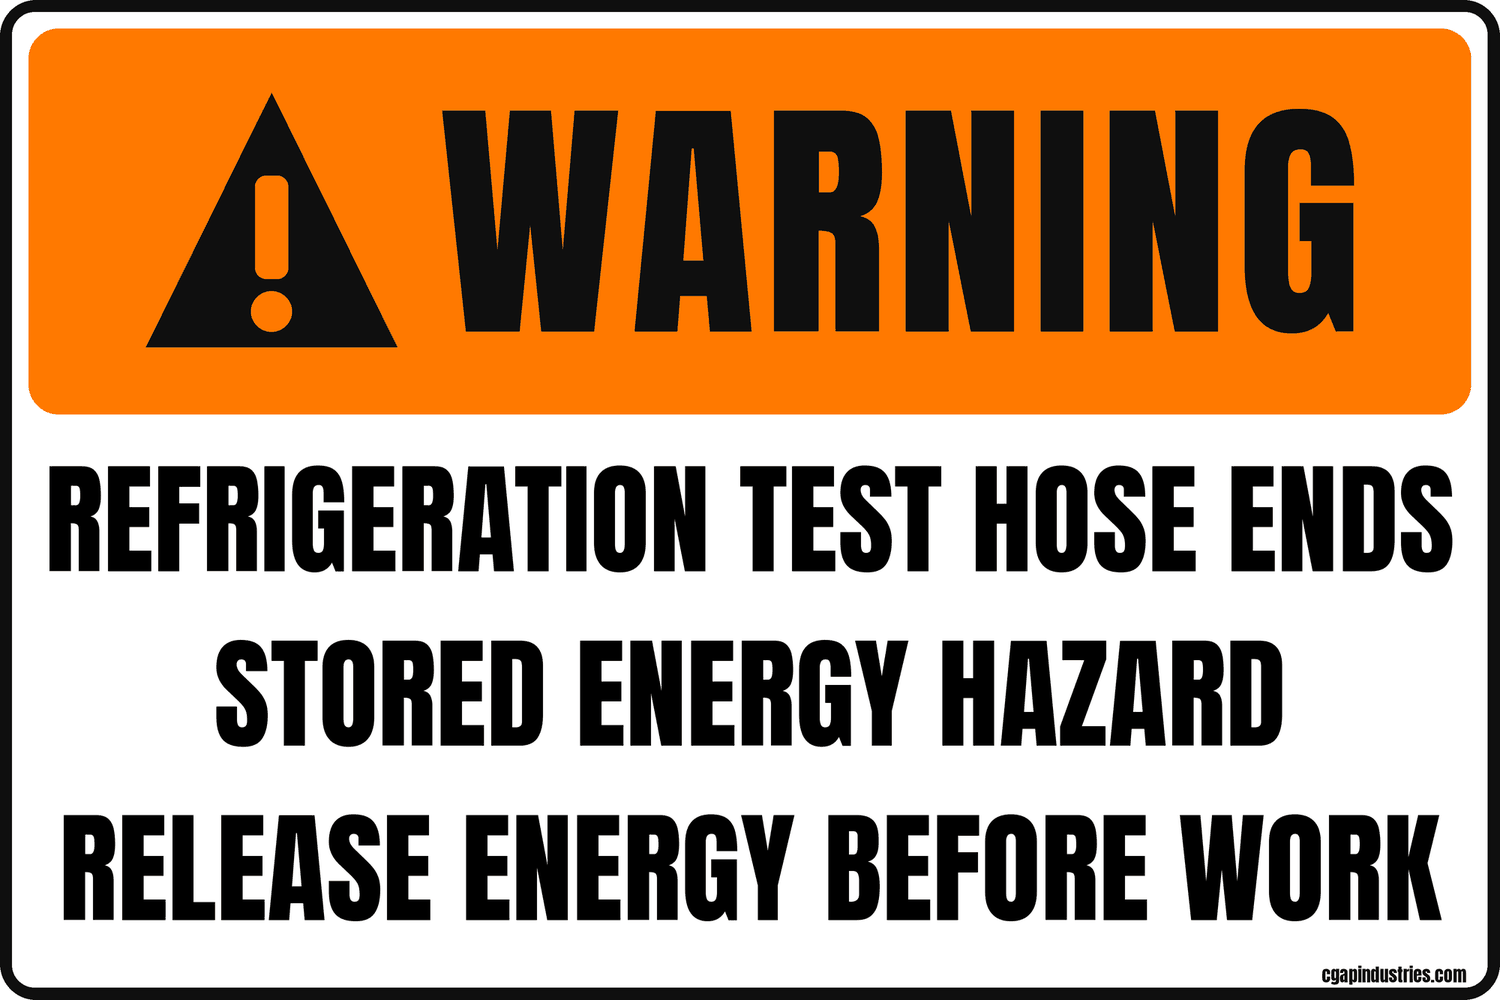 WARNING
REFRIGERATION TEST HOSE ENDS
STORED ENERGY HAZARD
RELEASE ENERGY BEFORE WORK
cgapindustries.com